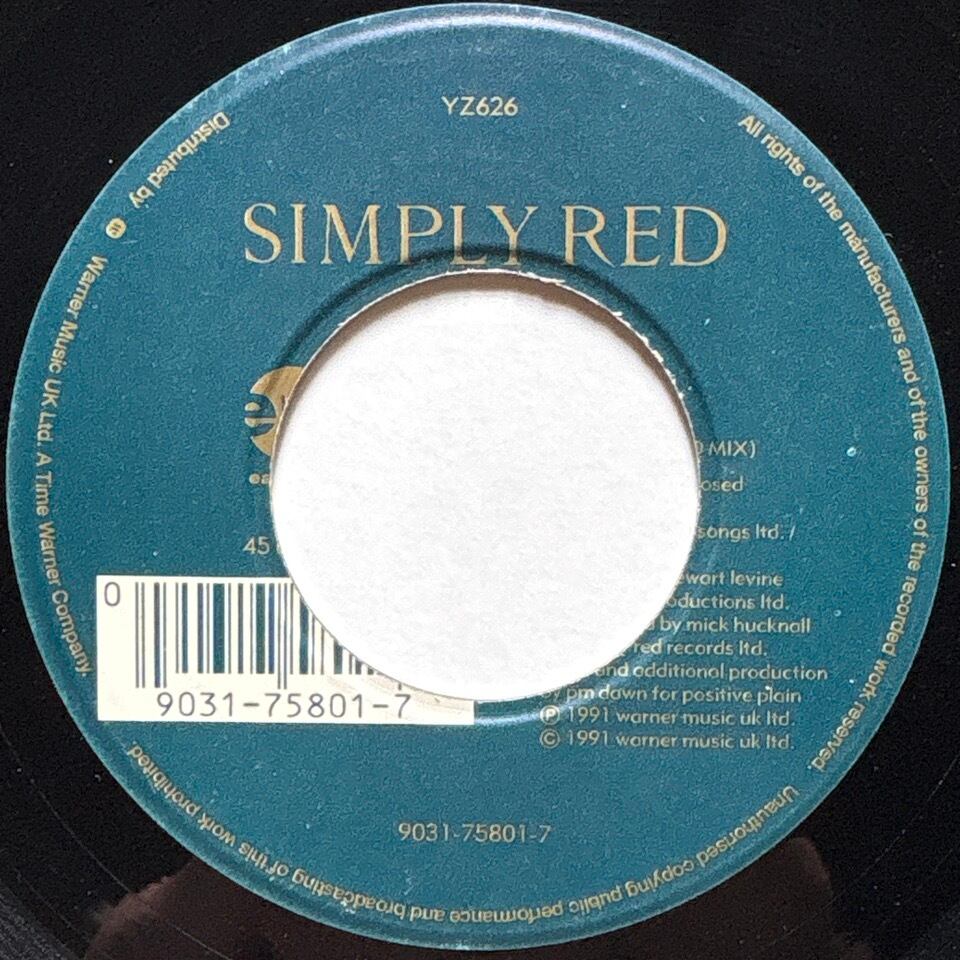 YZ626
SIMPLY RED
MIX)
songs ltd. /
45
levine
ltd.
by mick hucknall
red records ltd.
and additional production
by pm dawn for positive plain
℗ 1991 warner music uk ltd.
© 1991 warner music uk ltd.
0
9031-75801-7
9031-75801-7
Distributed by Warner Music UK Ltd. A Time Warner Company.
All rights of the manufacturers and of the owners of the recorded work reserved.
Unauthorised copying public performance and broadcasting of this work prohibited.